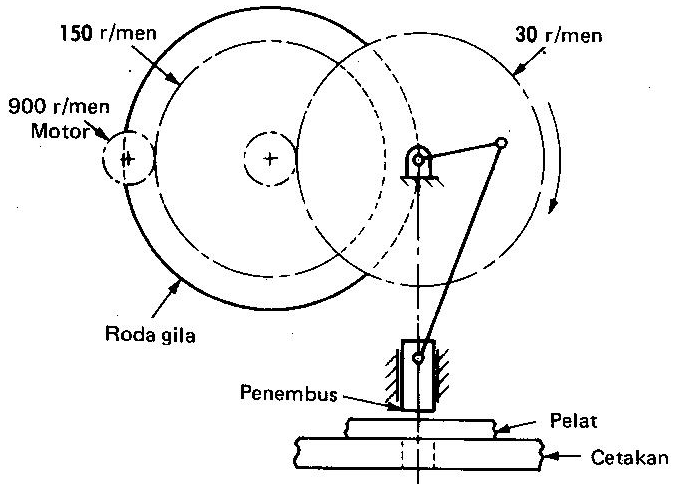 150 r/men
30 r/men
900 r/men
Motor
Roda gila
Penembus
Pelat
Cetakan